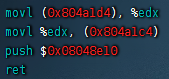 movl (0x804a1d4), %edx
movl %edx, (0x804a1c4)
push $0x08048e10
ret